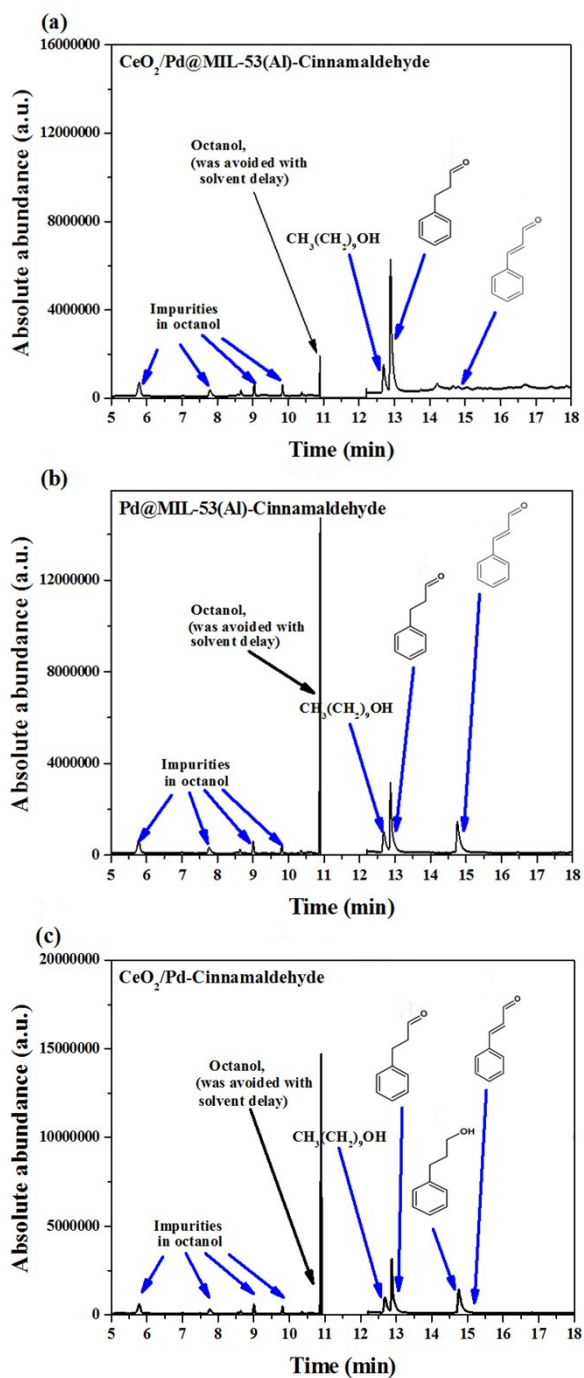 (a)
16000000
12000000
8000000
4000000
0
Absolute abundance (a.u.)
CeO2/Pd@MIL-53(Al)-Cinnamaldehyde
Octanol,
(was avoided with
solvent delay)
CH3(CH2)9OH
Impurities
in octanol
O
O
5 6 7 8 9 10 11 12 13 14 15 16 17 18
Time (min)
(b)
12000000
8000000
4000000
0
Absolute abundance (a.u.)
Pd@MIL-53(Al)-Cinnamaldehyde
Octanol,
(was avoided with
solvent delay)
CH3(CH2)9OH
Impurities
in octanol
O
O
5 6 7 8 9 10 11 12 13 14 15 16 17 18
Time (min)
(c)
20000000
15000000
10000000
5000000
0
Absolute abundance (a.u.)
CeO2/Pd-Cinnamaldehyde
Octanol,
(was avoided with
solvent delay)
CH3(CH2)9OH
Impurities
in octanol
O
OH
O
5 6 7 8 9 10 11 12 13 14 15 16 17 18
Time (min)